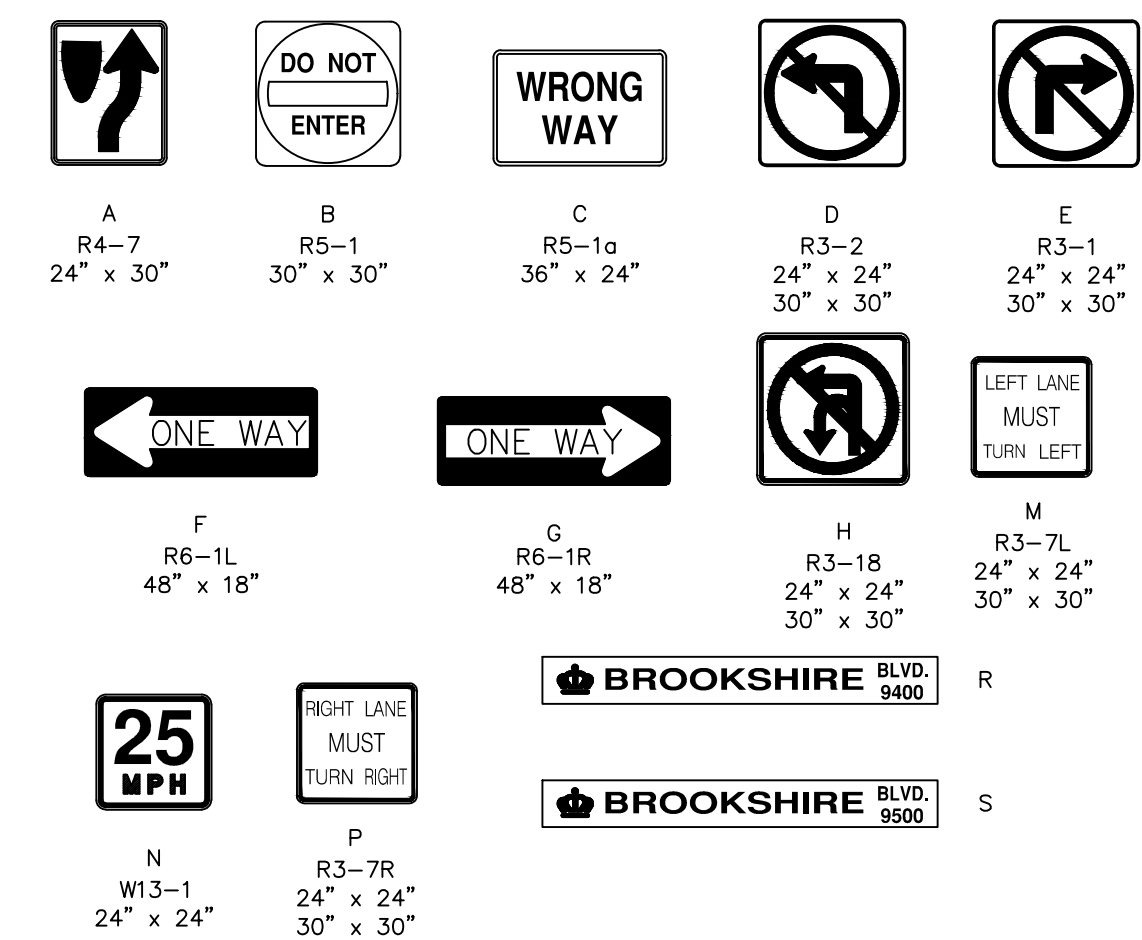 DO NOT
ENTER
WRONG
WAY
A
R4-7
24” x 30”
B
R5-1
30” x 30”
C
R5-1a
36” x 24”
D
R3-2
24” x 24”
30” x 30”
E
R3-1
24” x 24”
30” x 30”
ONE WAY
F
R6-1L
48” x 18”
ONE WAY
G
R6-1R
48” x 18”
H
R3-18
24” x 24”
30” x 30”
LEFT LANE
MUST
TURN LEFT
M
R3-7L
24” x 24”
30” x 30”
25
MPH
N
W13-1
24” x 24”
RIGHT LANE
MUST
TURN RIGHT
P
R3-7R
24” x 24”
30” x 30”
BROOKSHIRE BLVD.
9400
R
BROOKSHIRE BLVD.
9500
S